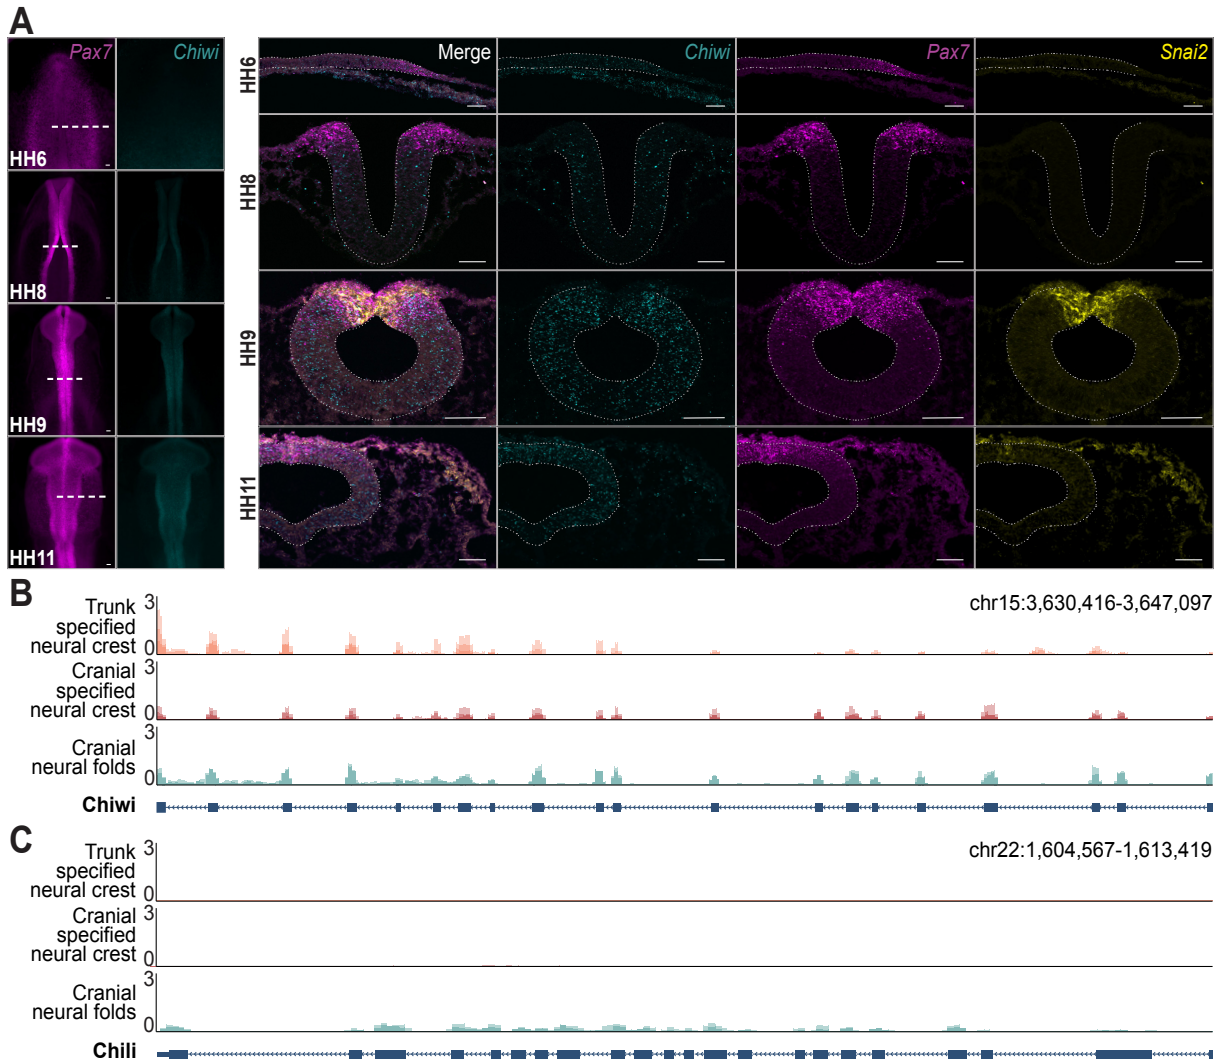 A
Pax7
Chiwi
HH6
HH8
HH9
HH11
Merge
Chiwi
Pax7
Snai2
HH6
HH8
HH9
HH11
B
Trunk
specified
neural crest
3
0
chr15:3,630,416-3,647,097
Cranial
specified
neural crest
3
0
Cranial
neural folds
3
0
Chiwi
C
Trunk
specified
neural crest
3
0
chr22:1,604,567-1,613,419
Cranial
specified
neural crest
3
0
Cranial
neural folds
3
0
Chili